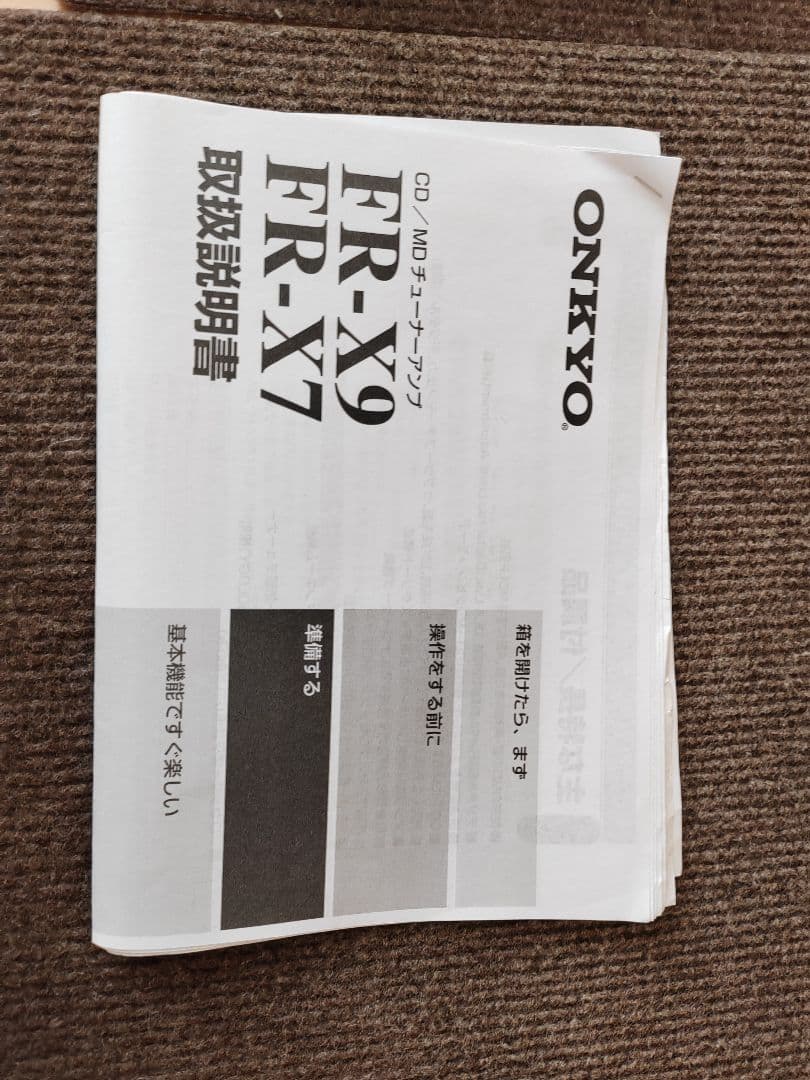 ONKYO®
CD／MDチューナーアンプ
FR-X9
FR-X7
取扱説明書
箱を開けたら、まず
操作をする前に
準備する
基本機能ですぐ楽しい